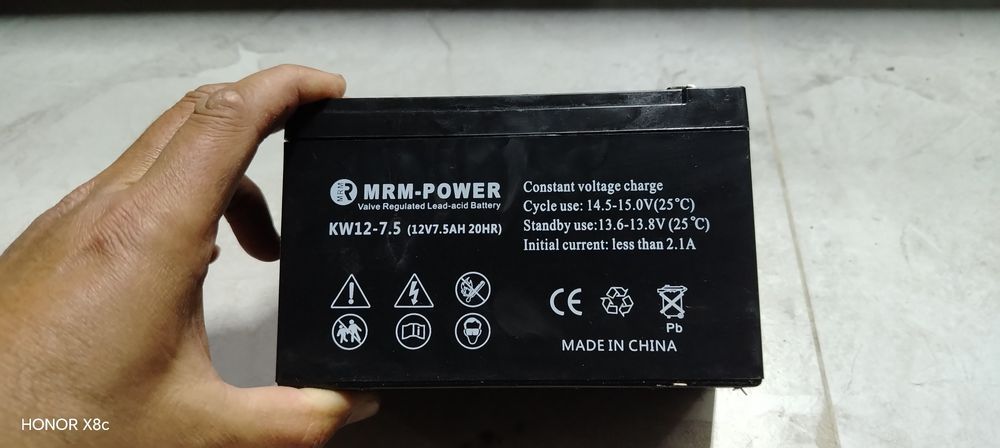 MRM
MRM-POWER
Valve Regulated Lead-acid Battery
KW12-7.5 (12V7.5AH 20HR)
Constant voltage charge
Cycle use: 14.5-15.0V(25℃)
Standby use:13.6-13.8V (25℃)
Initial current: less than 2.1A
CE
Pb
MADE IN CHINA
HONOR X8c